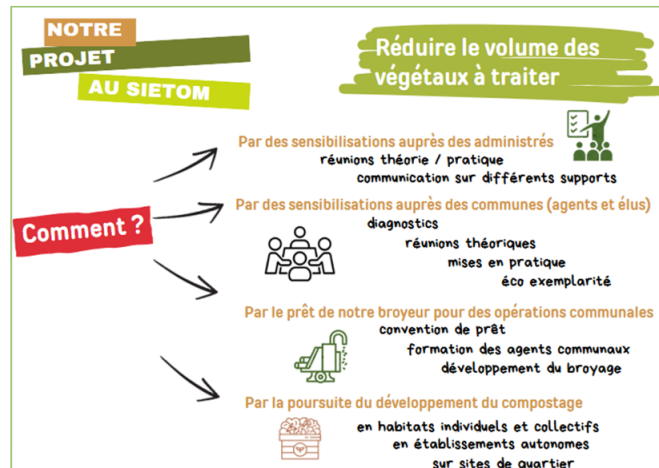 NOTRE
PROJET
AU SIETOM
Réduire le volume des
végétaux à traiter
Comment ?
Par des sensibilisations auprès des administrés
réunions théorie / pratique
communication sur différents supports
Par des sensibilisations auprès des communes (agents et élus)
diagnostics
réunions théoriques
mises en pratique
éco exemplarité
Par le prêt de notre broyeur pour des opérations communales
convention de prêt
formation des agents communaux
développement du broyage
Par la poursuite du développement du compostage
en habitats individuels et collectifs
en établissements autonomes
sur sites de quartier